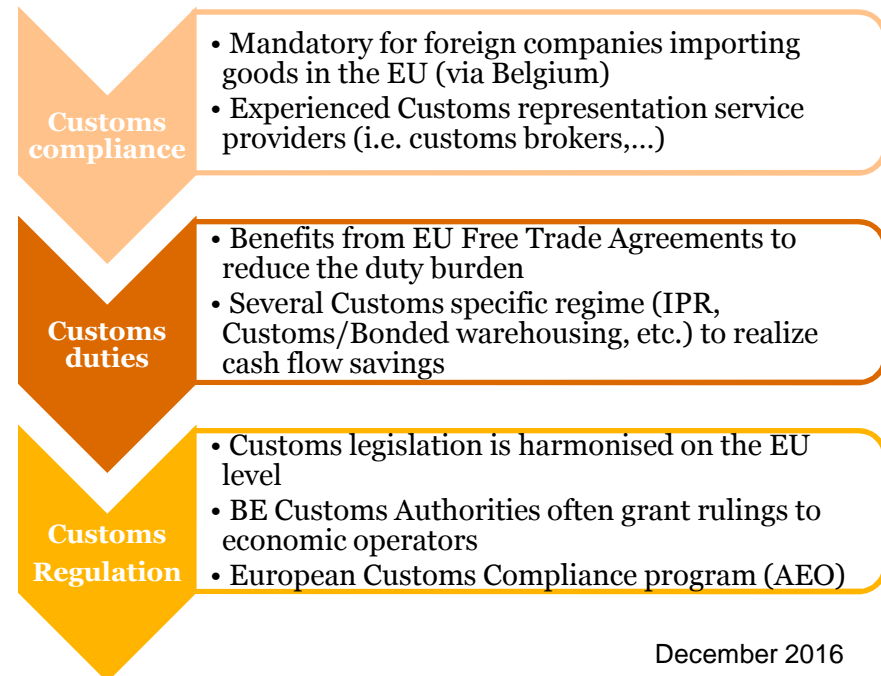 Customs
compliance
• Mandatory for foreign companies importing
goods in the EU (via Belgium)
• Experienced Customs representation service
providers (i.e. customs brokers,...)
Customs
duties
• Benefits from EU Free Trade Agreements to
reduce the duty burden
• Several Customs specific regime (IPR,
Customs/Bonded warehousing, etc.) to realize
cash flow savings
Customs
Regulation
• Customs legislation is harmonised on the EU
level
• BE Customs Authorities often grant rulings to
economic operators
• European Customs Compliance program (AEO)
December 2016